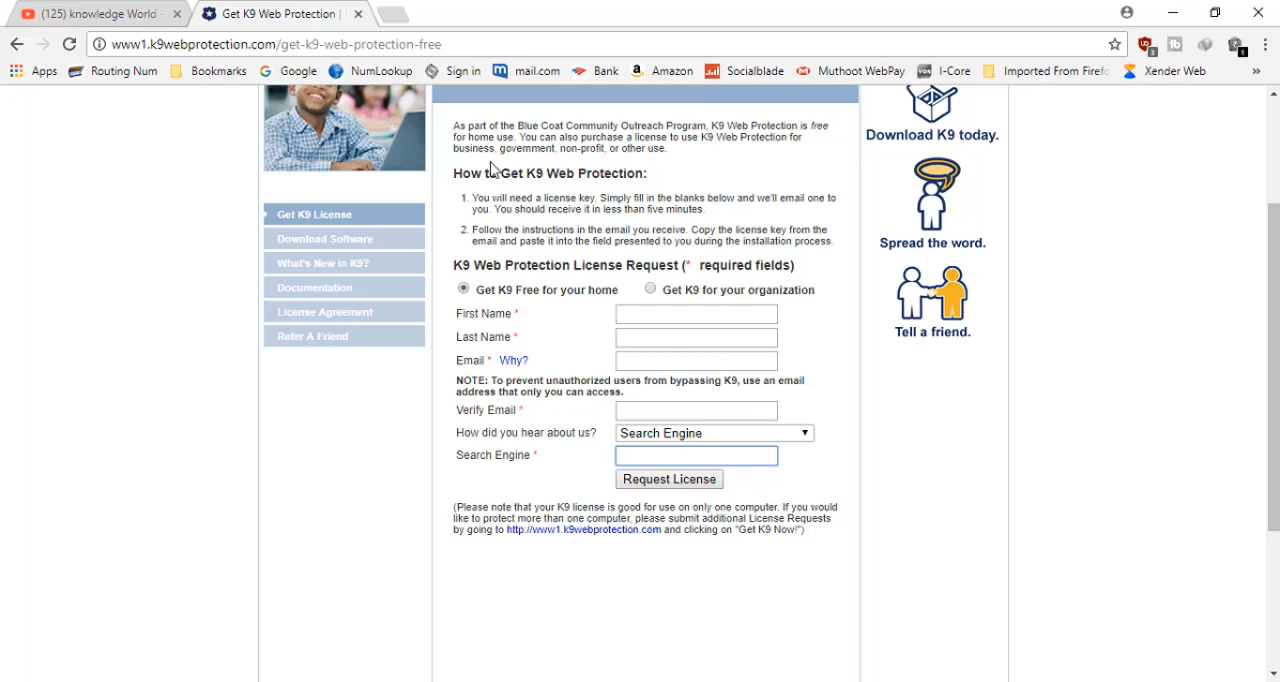 (125) knowledge World -
Get K9 Web Protection |
www1.k9webprotection.com/get-k9-web-protection-free
Apps
Routing Num
Bookmarks
Google
NumLookup
Sign in
mail.com
Bank
Amazon
Socialblade
Muthoot WebPay
I-Core
Imported From Firefo
Xender Web
»
As part of the Blue Coat Community Outreach Program, K9 Web Protection is free
for home use. You can also purchase a license to use K9 Web Protection for
business, government, non-profit, or other use.
How to Get K9 Web Protection:
1. You will need a license key. Simply fill in the blanks below and we'll email one to
you. You should receive it in less than five minutes.
2. Follow the instructions in the email you receive. Copy the license key from the
email and paste it into the field presented to you during the installation process.
K9 Web Protection License Request (* required fields)
Get K9 Free for your home
Get K9 for your organization
First Name *
Last Name *
Email * Why?
NOTE: To prevent unauthorized users from bypassing K9, use an email
address that only you can access.
Verify Email *
How did you hear about us?
Search Engine
Search Engine *
Request License
(Please note that your K9 license is good for use on only one computer. If you would
like to protect more than one computer, please submit additional License Requests
by going to http://www1.k9webprotection.com and clicking on "Get K9 Now!")
Get K9 License
Download Software
What's New in K9?
Documentation
License Agreement
Refer A Friend
Download K9 today.
Spread the word.
Tell a friend.